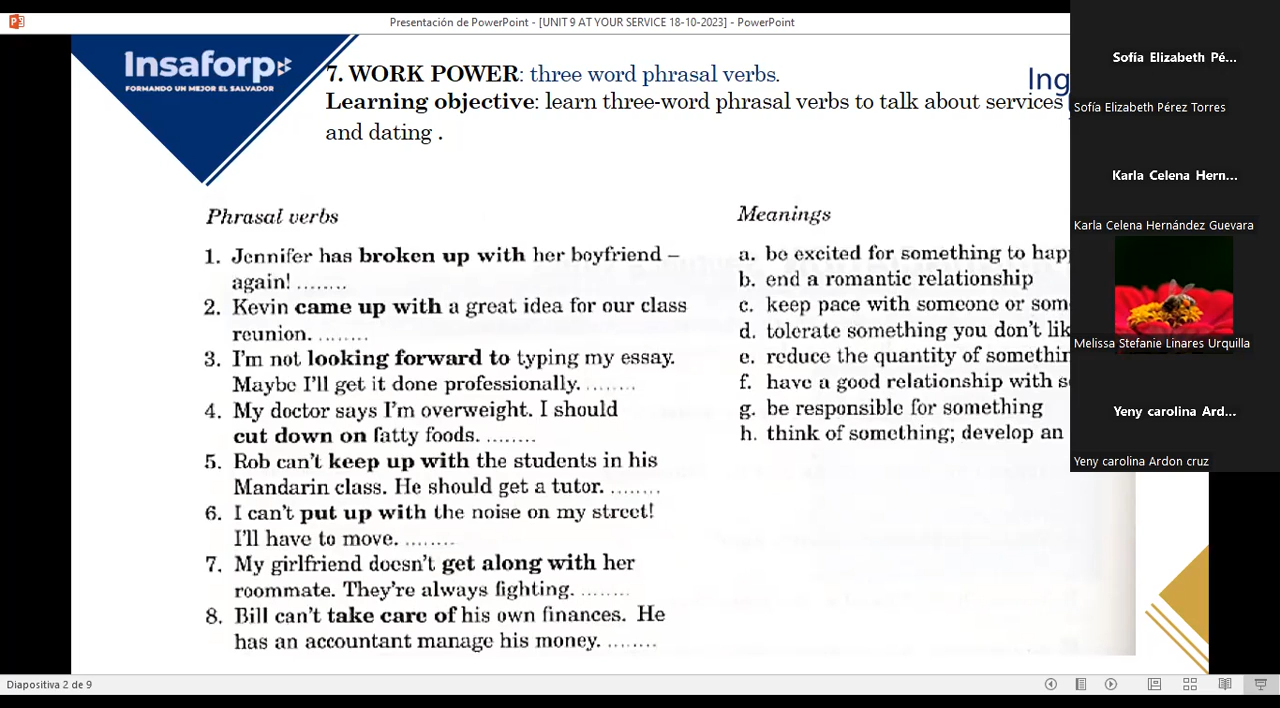 Presentación de PowerPoint - [UNIT 9 AT YOUR SERVICE 18-10-2023] - PowerPoint
Insaforp
FORMANDO UN MEJOR EL SALVADOR
7. WORK POWER: three word phrasal verbs.
Ing
Learning objective: learn three-word phrasal verbs to talk about services
and dating .
Phrasal verbs
1. Jennifer has broken up with her boyfriend –
again! ........
2. Kevin came up with a great idea for our class
reunion. ........
3. I'm not looking forward to typing my essay.
Maybe I'll get it done professionally. ........
4. My doctor says I'm overweight. I should
cut down on fatty foods. ........
5. Rob can't keep up with the students in his
Mandarin class. He should get a tutor. ........
6. I can't put up with the noise on my street!
I'll have to move. ........
7. My girlfriend doesn't get along with her
roommate. They're always fighting. ........
8. Bill can't take care of his own finances. He
has an accountant manage his money. ........
Meanings
a. be excited for something to
b. end a romantic relationship
c. keep pace with someone or
d. tolerate something you don't
e. reduce the quantity of
f. have a good relationship with
g. be responsible for something
h. think of something; develop an
Sofía Elizabeth Pé...
Sofía Elizabeth Pérez Torres
Karla Celena Hern...
Karla Celena Hernández Guevara
Melissa Stefanie Linares Urquilla
Yeny carolina Ard...
Yeny carolina Ardon cruz
Diapositiva 2 de 9